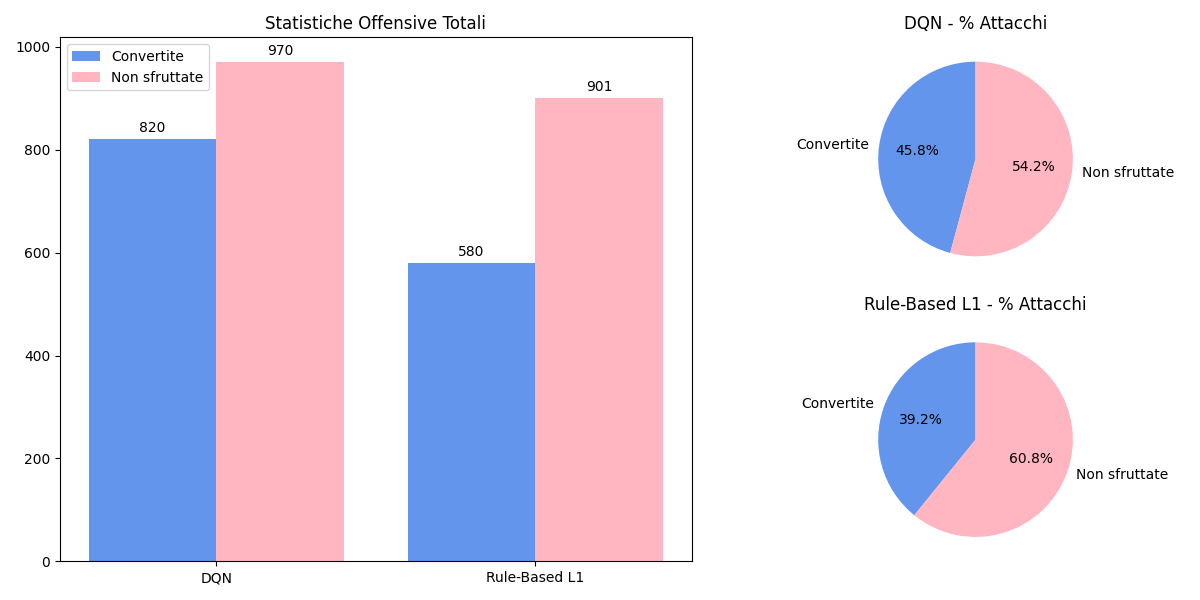 Statistiche Offensive Totali
Convertite
Non sfruttate
1000
800
600
400
200
0
820
970
580
901
DQN
Rule-Based L1
DQN - % Attacchi
Convertite
45.8%
54.2%
Non sfruttate
Rule-Based L1 - % Attacchi
Convertite
39.2%
60.8%
Non sfruttate